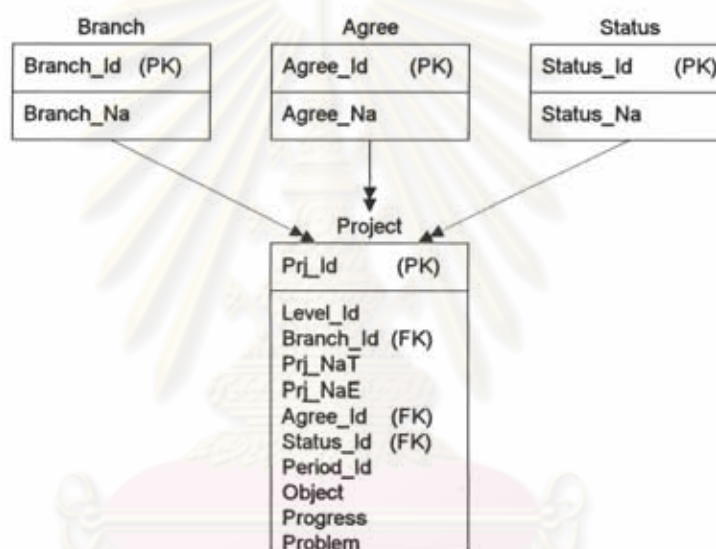 Branch
Branch_Id (PK)
Branch_Na
Agree
Agree_Id (PK)
Agree_Na
Status
Status_Id (PK)
Status_Na
Project
Prj_Id (PK)
Level_Id
Branch_Id (FK)
Prj_NaT
Prj_NaE
Agree_Id (FK)
Status_Id (FK)
Period_Id
Object
Progress
Problem